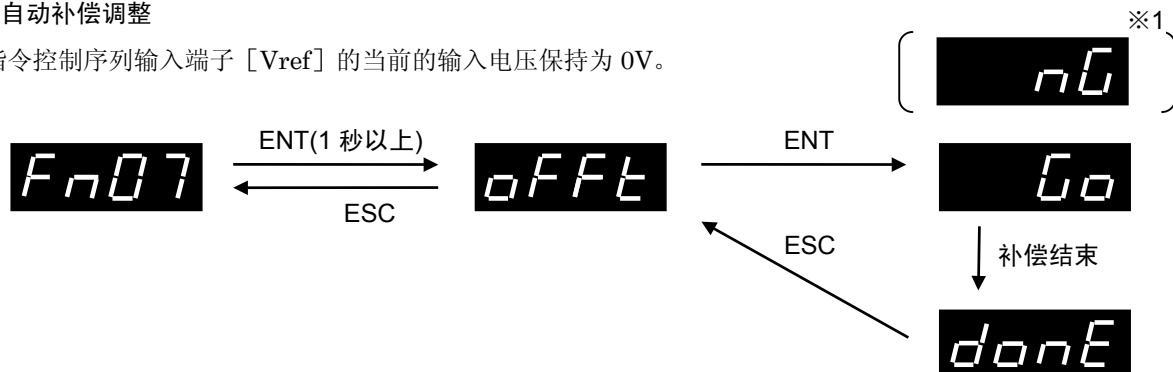 自动补偿调整
※1
指令控制序列输入端子［Vref］的当前的输入电压保持为 0V。
nG
ENT(1 秒以上)
ENT
Fn07
oFFt
Go
ESC
ESC
补偿结束
donE